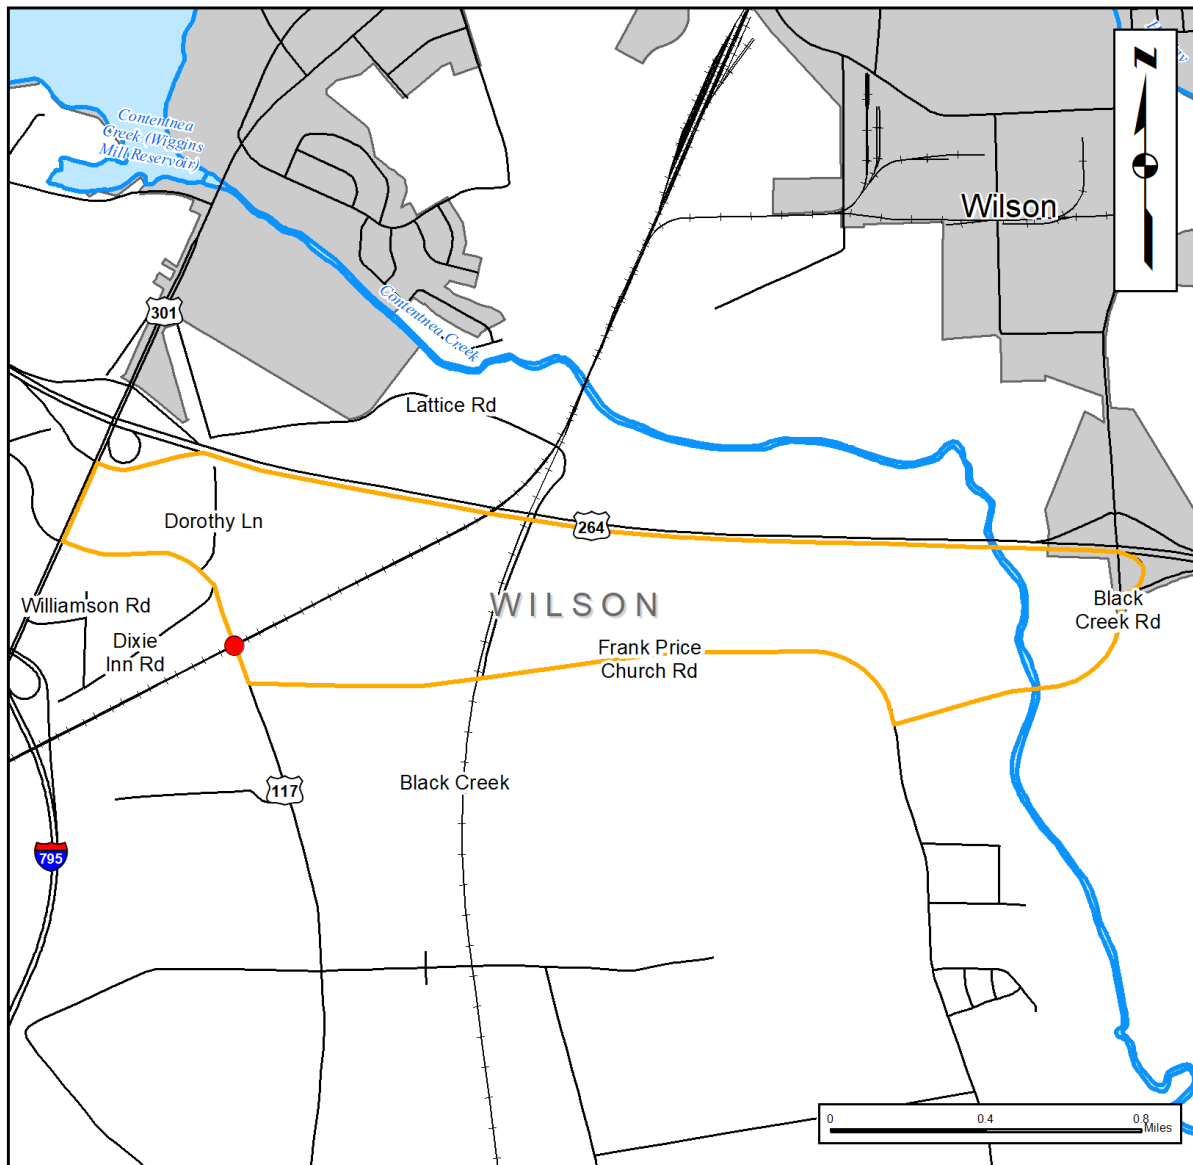 Contentnea
Creek (Wiggins
Mill Reservoir)
N
Wilson
301
Contentnea Creek
Lattice Rd
Dorothy Ln
264
Williamson Rd
WILSON
Black
Creek Rd
Dixie
Inn Rd
Frank Price
Church Rd
Black Creek
117
795
0 0.4 0.8
Miles